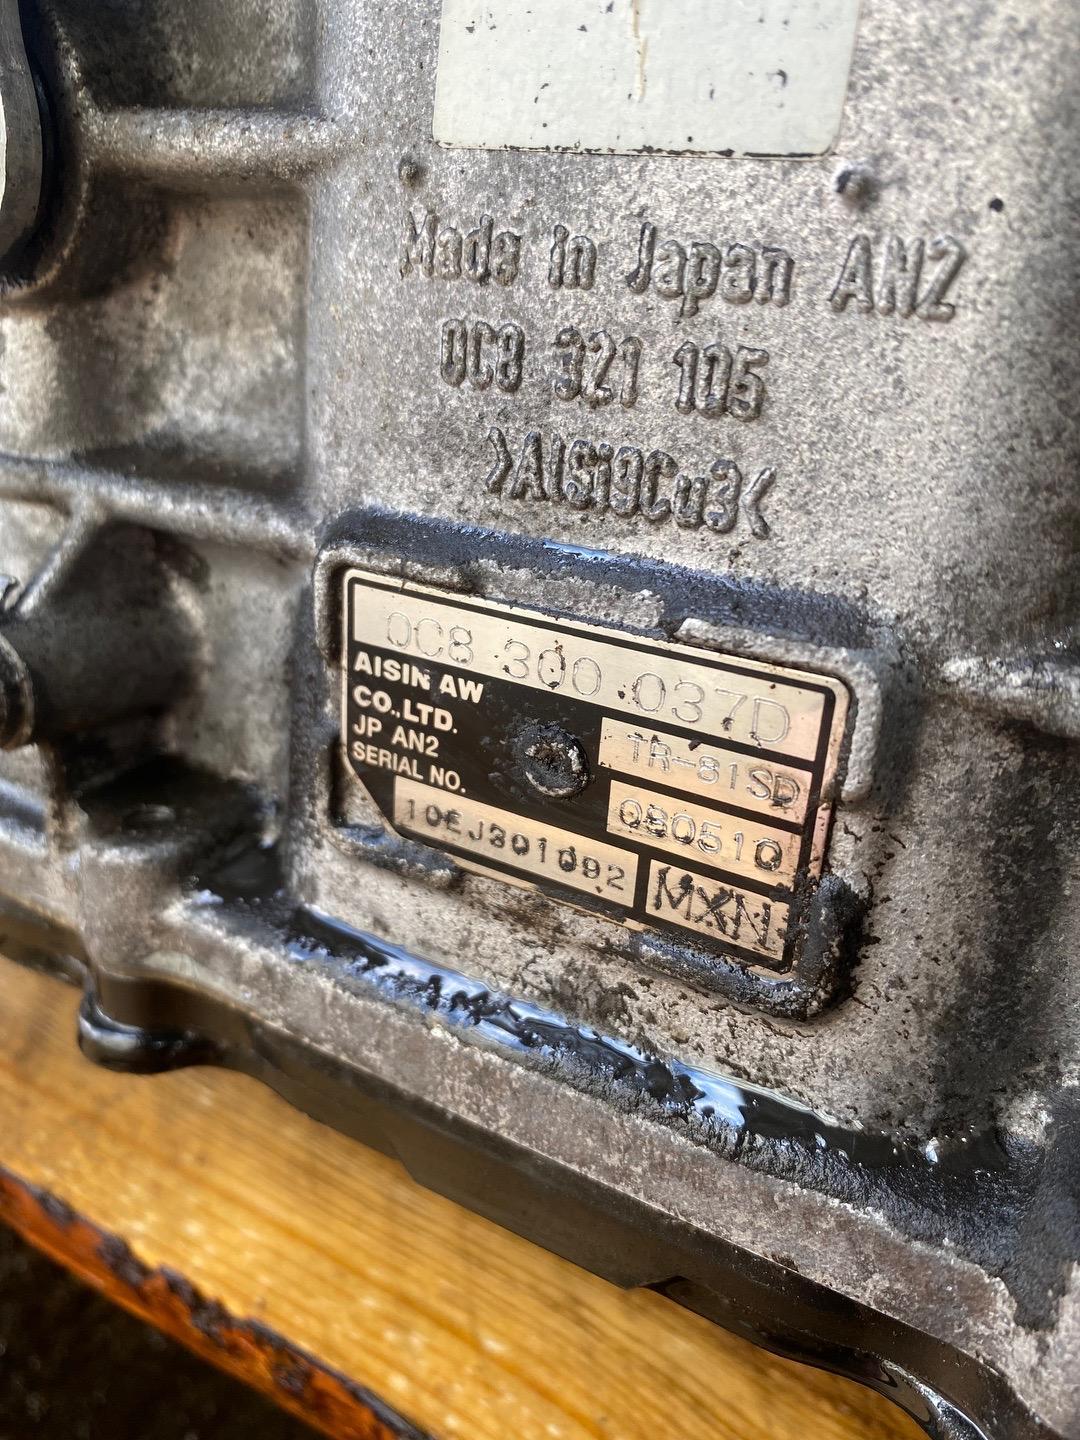 Made in Japan AN2
0C8 321 105
>AlSi9Cu3<
0C8 300 037D
AISIN AW
CO.,LTD.
JP AN2
SERIAL NO.
TR-81SD
080510
10EJ301092
MXN